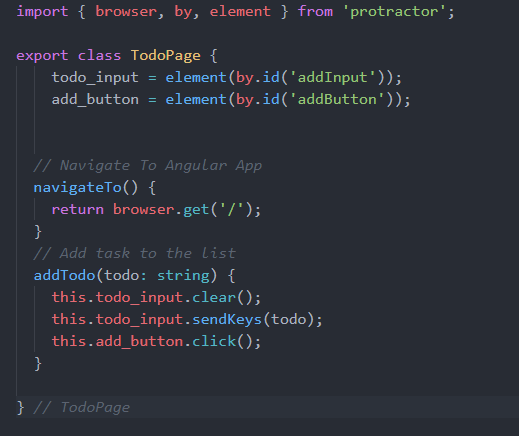 import { browser, by, element } from 'protractor';
export class TodoPage {
todo_input = element(by.id('addInput'));
add_button = element(by.id('addButton'));
// Navigate To Angular App
navigateTo() {
return browser.get('/');
}
// Add task to the list
addTodo(todo: string) {
this.todo_input.clear();
this.todo_input.sendKeys(todo);
this.add_button.click();
}
} // TodoPage